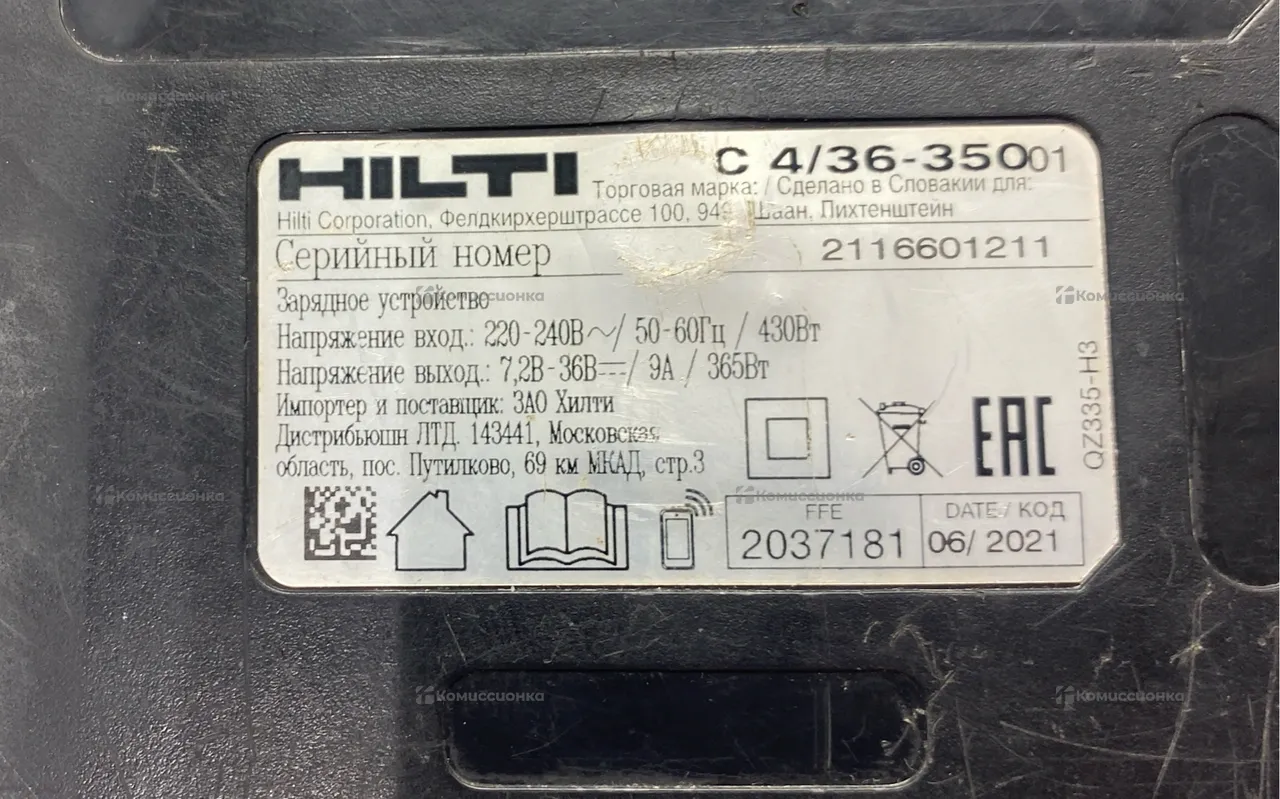 HILTI
C 4/36-350 01
Торговая марка: / Сделано в Словакии для:
Hilti Corporation, Фелдкирхерштрассе 100, Пихтенштейн
Серийный номер 2116601211
Зарядное устройство
Напряжение вход.: 220-240В~/ 50-60Гц / 430Вт
Напряжение выход.: 7,2В-36В⎓/ 9А / 365Вт
Импортер и поставщик: ЗАО Хилти
Дистрибьюшн ЛТД. 143441, Московская
область, пос. Путилково, 69 км МКАД, стр.3
EAC
QZ335-H3
FFE
2037181
DATE / КОД
06/ 2021
Комиссионка
Комиссионка
Комиссионка
Комиссионка
Комиссионка
Комиссионка
Комиссионка